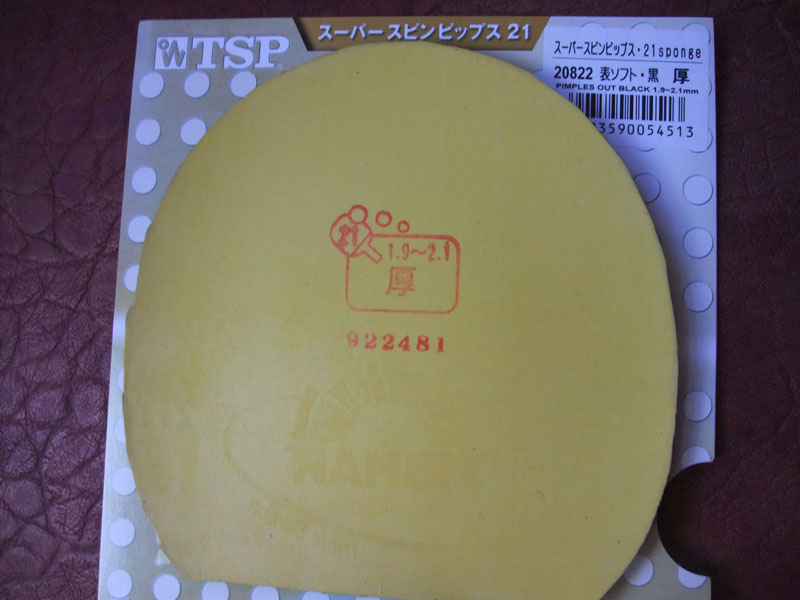 TSP
スーパースピンピップス 21
スーパースピンピップス・21sponge
20822 表ソフト・黒 厚
PIMPLES OUT BLACK 1.9~2.1mm
3590054513
21
1.9~2.1
厚
922481